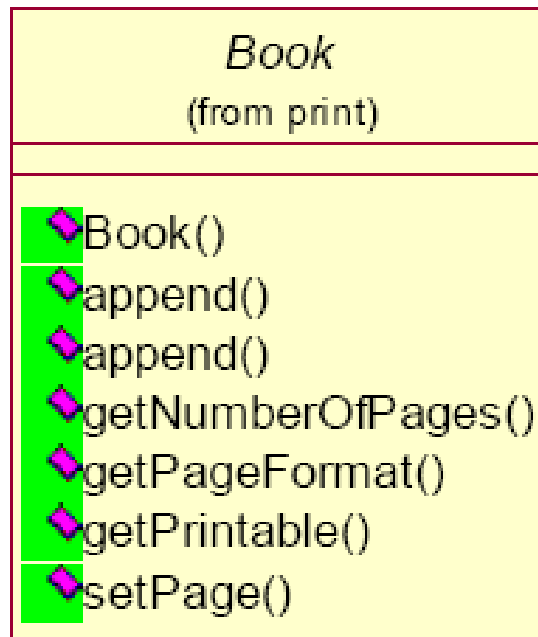 Book
(from print)
Book()
append()
append()
getNumberOfPages()
getPageFormat()
getPrintable()
setPage()